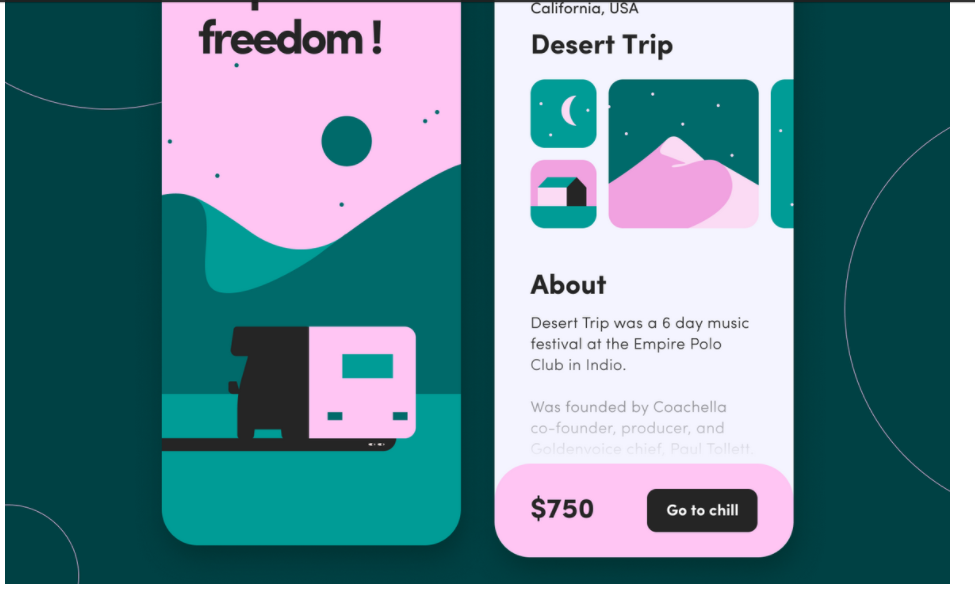 freedom !
California, USA
Desert Trip
About
Desert Trip was a 6 day music
festival at the Empire Polo
Club in Indio.
Was founded by Coachella
co-founder, producer, and
Goldenvoice chief, Paul Tollett.
$750
Go to chill